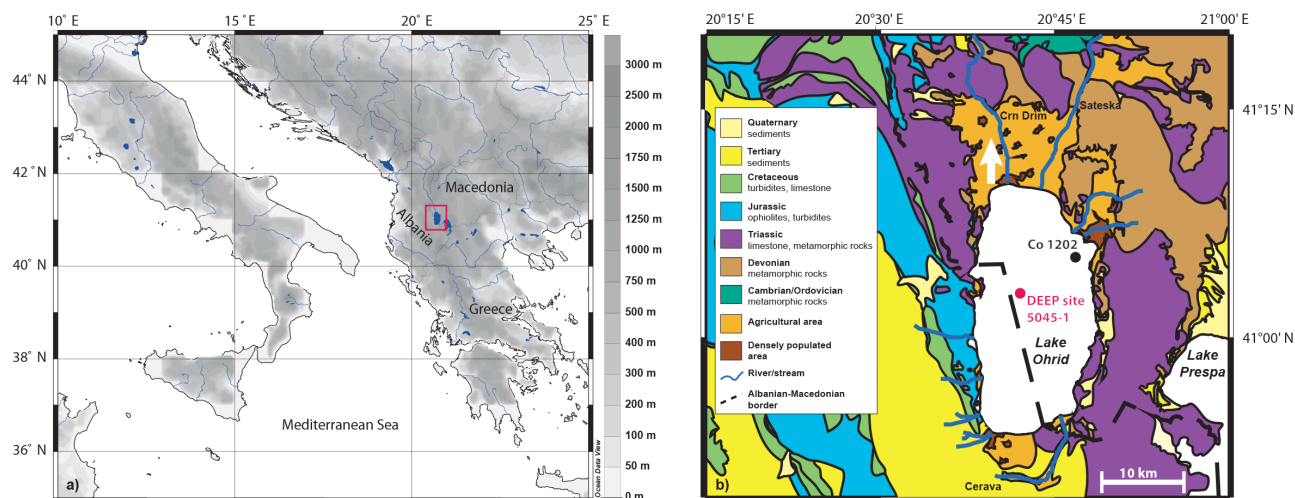 10° E
15° E
20° E
25° E
44° N
42° N
40° N
38° N
36° N
Macedonia
Albania
Greece
Mediterranean Sea
a)
3000 m
2500 m
2000 m
1750 m
1500 m
1250 m
1000 m
750 m
500 m
400 m
300 m
200 m
100 m
50 m
0 m
Ocean Data View
20°15' E
20°30' E
20°45' E
21°00' E
41°15' N
41°00' N
Quaternary
sediments
Tertiary
sediments
Cretaceous
turbidites, limestone
Jurassic
ophiolites, turbidites
Triassic
limestone, metamorphic rocks
Devonian
metamorphic rocks
Cambrian/Ordovician
metamorphic rocks
Agricultural area
Densely populated
area
River/stream
Albanian-Macedonian
border
Crn Drim
Sateska
Co 1202
DEEP site
5045-1
Lake
Ohrid
Lake
Prespa
Cerava
10 km
b)